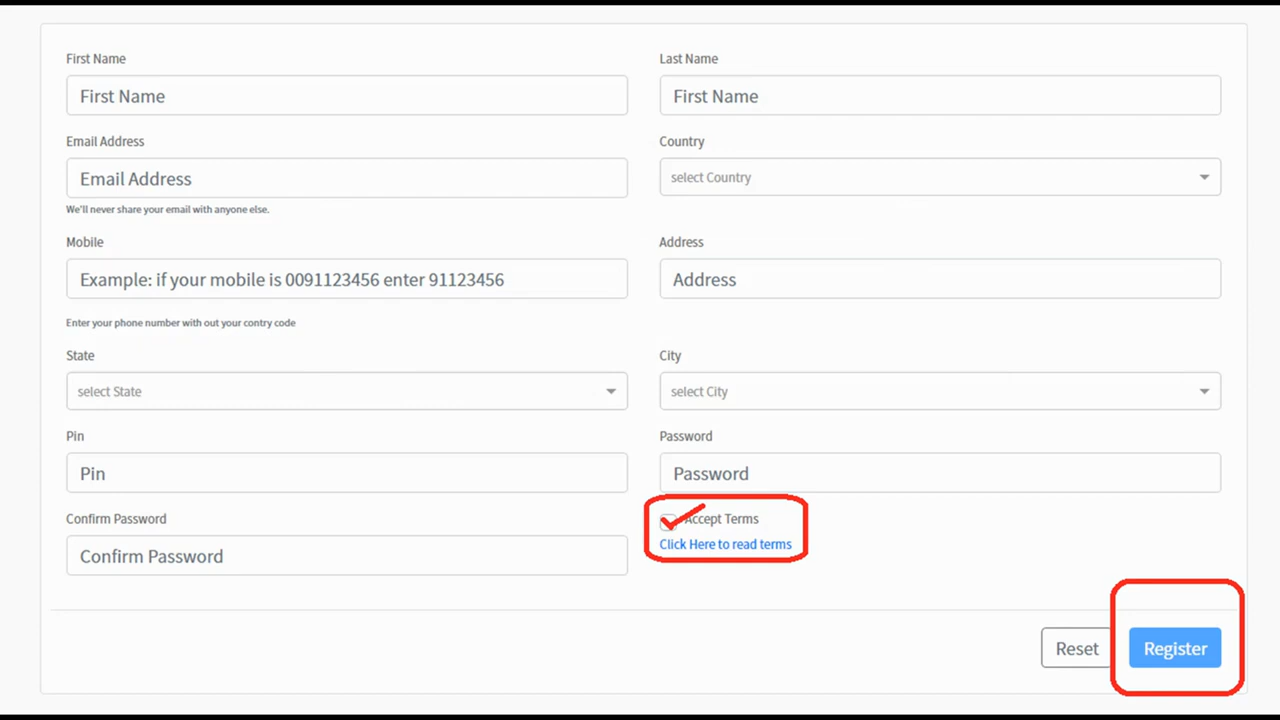 First Name
Last Name
First Name
First Name
Email Address
Country
Email Address
select Country
We'll never share your email with anyone else.
Mobile
Address
Example: if your mobile is 0091123456 enter 91123456
Address
Enter your phone number with out your contry code
State
City
select State
select City
Pin
Password
Pin
Password
Confirm Password
Accept Terms
Click Here to read terms
Confirm Password
Reset
Register